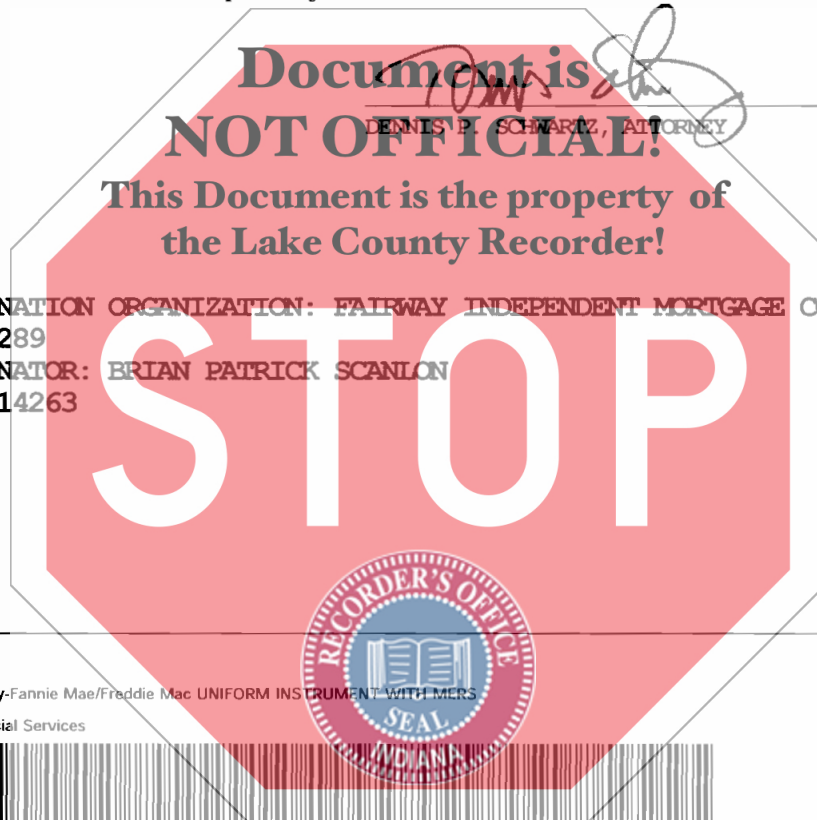 Document is
NOT OFFICIAL!
DENNIS P. SCHWARTZ, ATTORNEY
This Document is the property of
the Lake County Recorder!
NATION ORGANIZATION: FAIRWAY INDEPENDENT MORTGAGE
289
NATOR: BRIAN PATRICK SCANLON
14263
STOP
RECORDER'S OFFICE
SEAL
INDIANA
y-Fannie Mae/Freddie Mac UNIFORM INSTRUMENT WITH MERS
ial Services